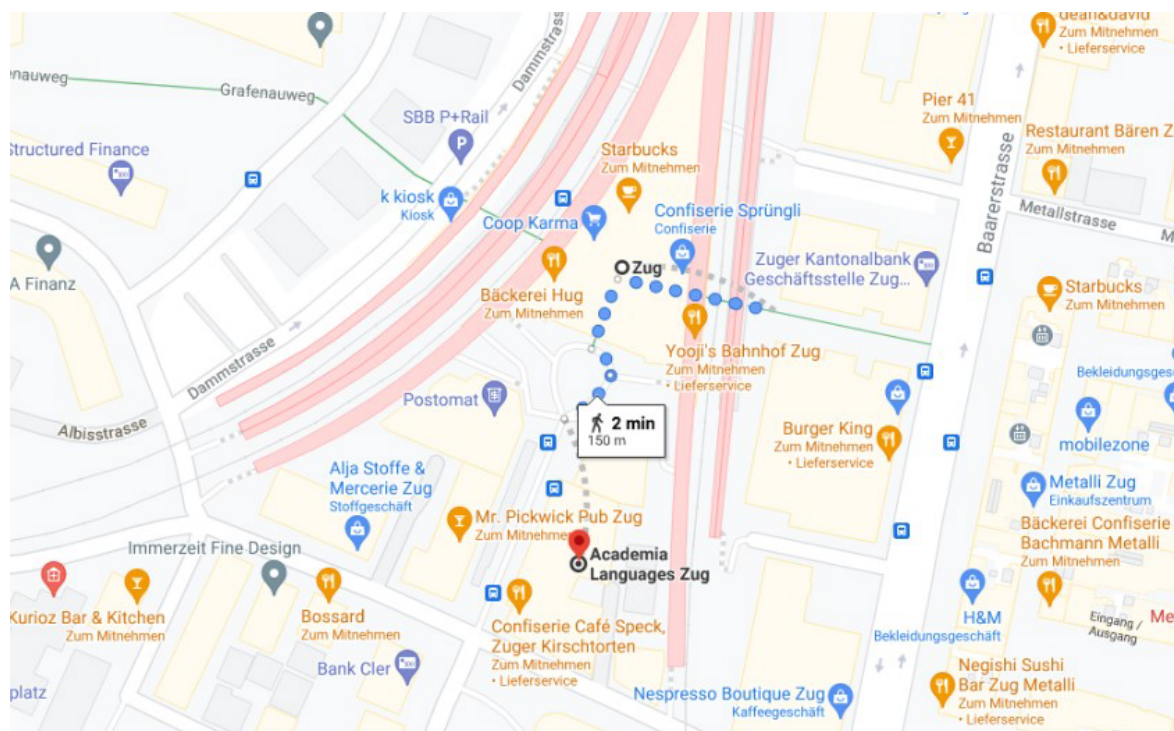 dean&david
Zum Mitnehmen
• Lieferservice
Dammstrasse
enauweg
Grafenauweg
SBB P+Rail
P
Pier 41
Zum Mitnehmen
Restaurant Bären Z
Zum Mitnehmen
Structured Finance
Starbucks
Zum Mitnehmen
k kiosk
Kiosk
Coop Karma
Confiserie Sprüngli
Confiserie
Baarerstrasse
Metallstrasse
M
A Finanz
Zug
Zuger Kantonalbank
Geschäftsstelle Zug...
Bäckerei Hug
Zum Mitnehmen
Starbucks
Zum Mitnehmen
Dammstrasse
Yooji's Bahnhof Zug
Zum Mitnehmen
• Lieferservice
Bekleidungsges
Postomat
Albisstrasse
2 min
150 m
Burger King
Zum Mitnehmen
• Lieferservice
mobilezone
Alja Stoffe &
Mercerie Zug
Stoffgeschäft
Metalli Zug
Einkaufszentrum
Mr. Pickwick Pub Zug
Zum Mitnehmen
Bäckerei Confiserie
Bachmann Metalli
Zum Mitnehmen
Immerzeit Fine Design
Academia
Languages Zug
Kurioz Bar & Kitchen
Zum Mitnehmen
Bossard
Zum Mitnehmen
H&M
Bekleidungsgeschäft
Eingang /
Ausgang
Me
Confiserie Café Speck,
Zuger Kirschtorten
Zum Mitnehmen
• Lieferservice
Bank Cler
platz
Nespresso Boutique Zug
Kaffeegeschäft
Negishi Sushi
Bar Zug Metalli
Zum Mitnehmen
• Lieferservice